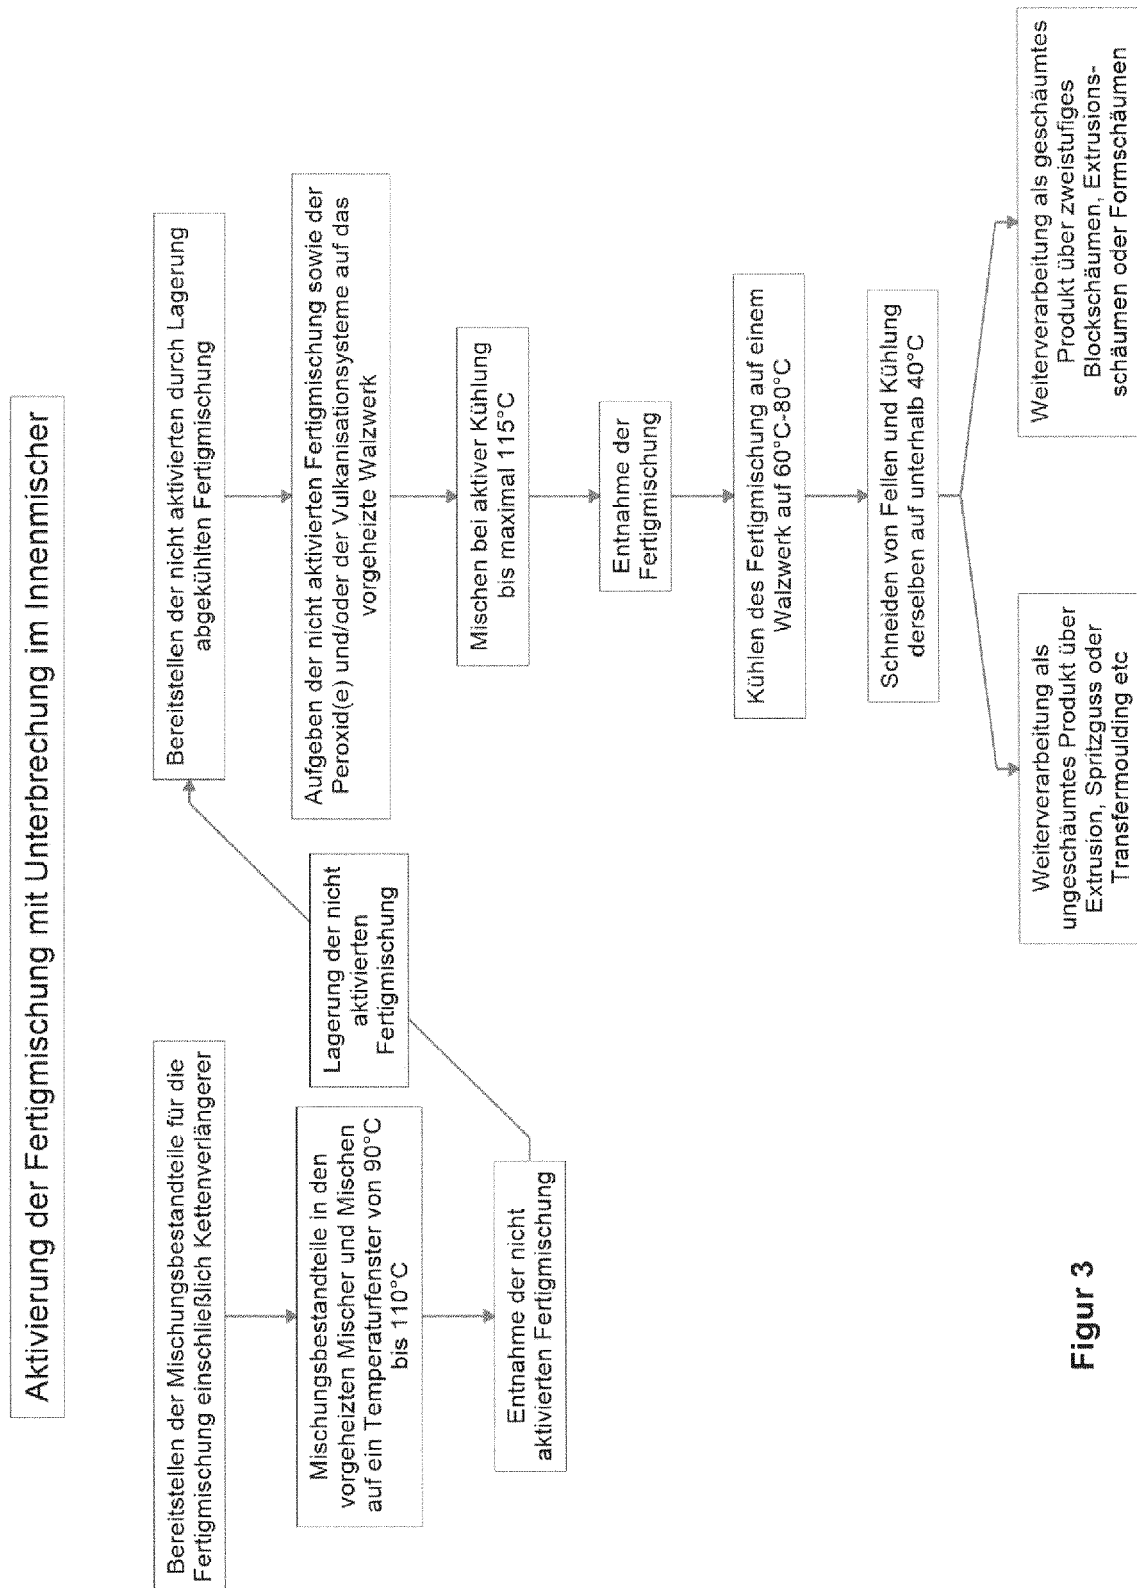 Aktivierung der Fertigmischung mit Unterbrechung im Innenmischer
Bereitstellen der Mischungsbestandteile für die
Fertigmischung einschließlich Kettenverlängerer
Mischungsbestandteile in den
vorgeheizten Mischer und Mischen
auf ein Temperaturfenster von 90°C
bis 110°C
Entnahme der nicht
aktivierten Fertigmischung
Lagerung der nicht
aktivierten
Fertigmischung
Bereitstellen der nicht aktivierten durch Lagerung
abgekühlten Fertigmischung
Aufgeben der nicht aktivierten Fertigmischung sowie der
Peroxid(e) und/oder der Vulkanisationsysteme auf das
vorgeheizte Walzwerk
Mischen bei aktiver Kühlung
bis maximal 115°C
Entnahme der
Fertigmischung
Kühlen des Fertigmischung auf einem
Walzwerk auf 60°C-80°C
Schneiden von Fellen und Kühlung
derselben auf unterhalb 40°C
Weiterverarbeitung als
ungeschäumtes Produkt über
Extrusion, Spritzguss oder
Transfermoulding etc
Weiterverarbeitung als geschäumtes
Produkt über zweistufiges
Blockschäumen, Extrusions-
schäumen oder Formschäumen
Figur 3